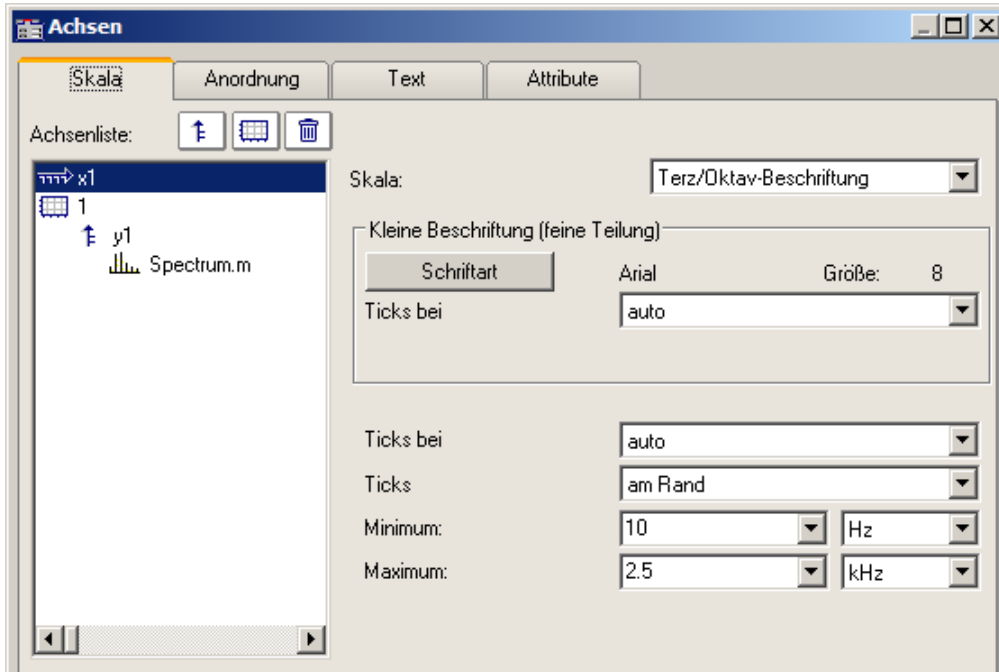 Achsen
Skala Anordnung Text Attribute
Achsenliste:
x1
1
y1
Spectrum.m
Skala: Terz/Oktav-Beschriftung
Kleine Beschriftung (feine Teilung)
Schriftart Arial Größe: 8
Ticks bei auto
Ticks bei auto
Ticks am Rand
Minimum: 10 Hz
Maximum: 2.5 kHz